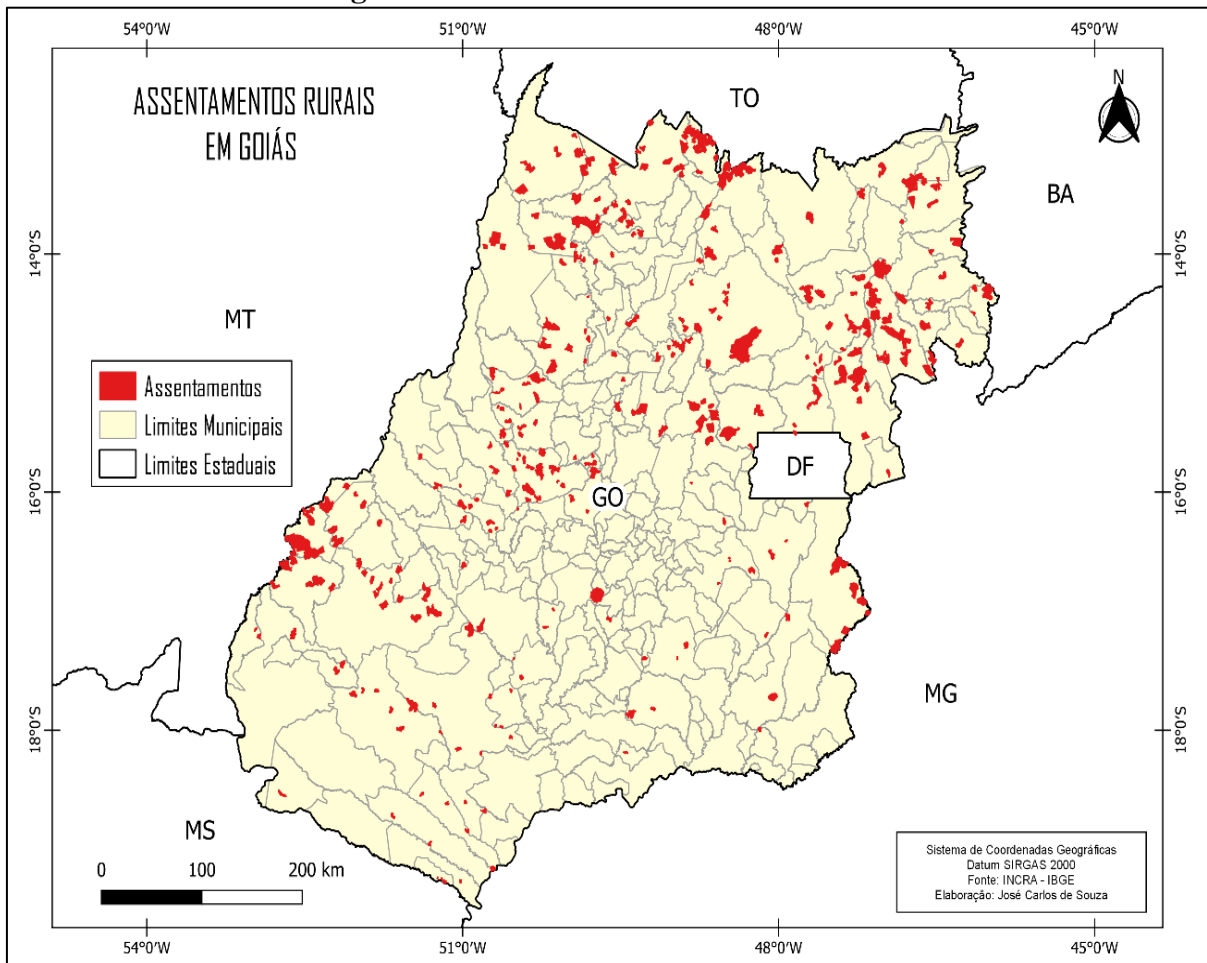 54°0'W 51°0'W 48°0'W 45°0'W
ASSENTAMENTOS RURAIS
EM GOIÁS
N
TO
BA
14°0'S 14°0'S
MT
Assentamentos
Limites Municipais
Limites Estaduais
DF
GO
16°0'S 16°0'S
MG
18°0'S 18°0'S
MS
0 100 200 km
Sistema de Coordenadas Geográficas
Datum SIRGAS 2000
Fonte: INCRA - IBGE
Elaboração: José Carlos de Souza
54°0'W 51°0'W 48°0'W 45°0'W